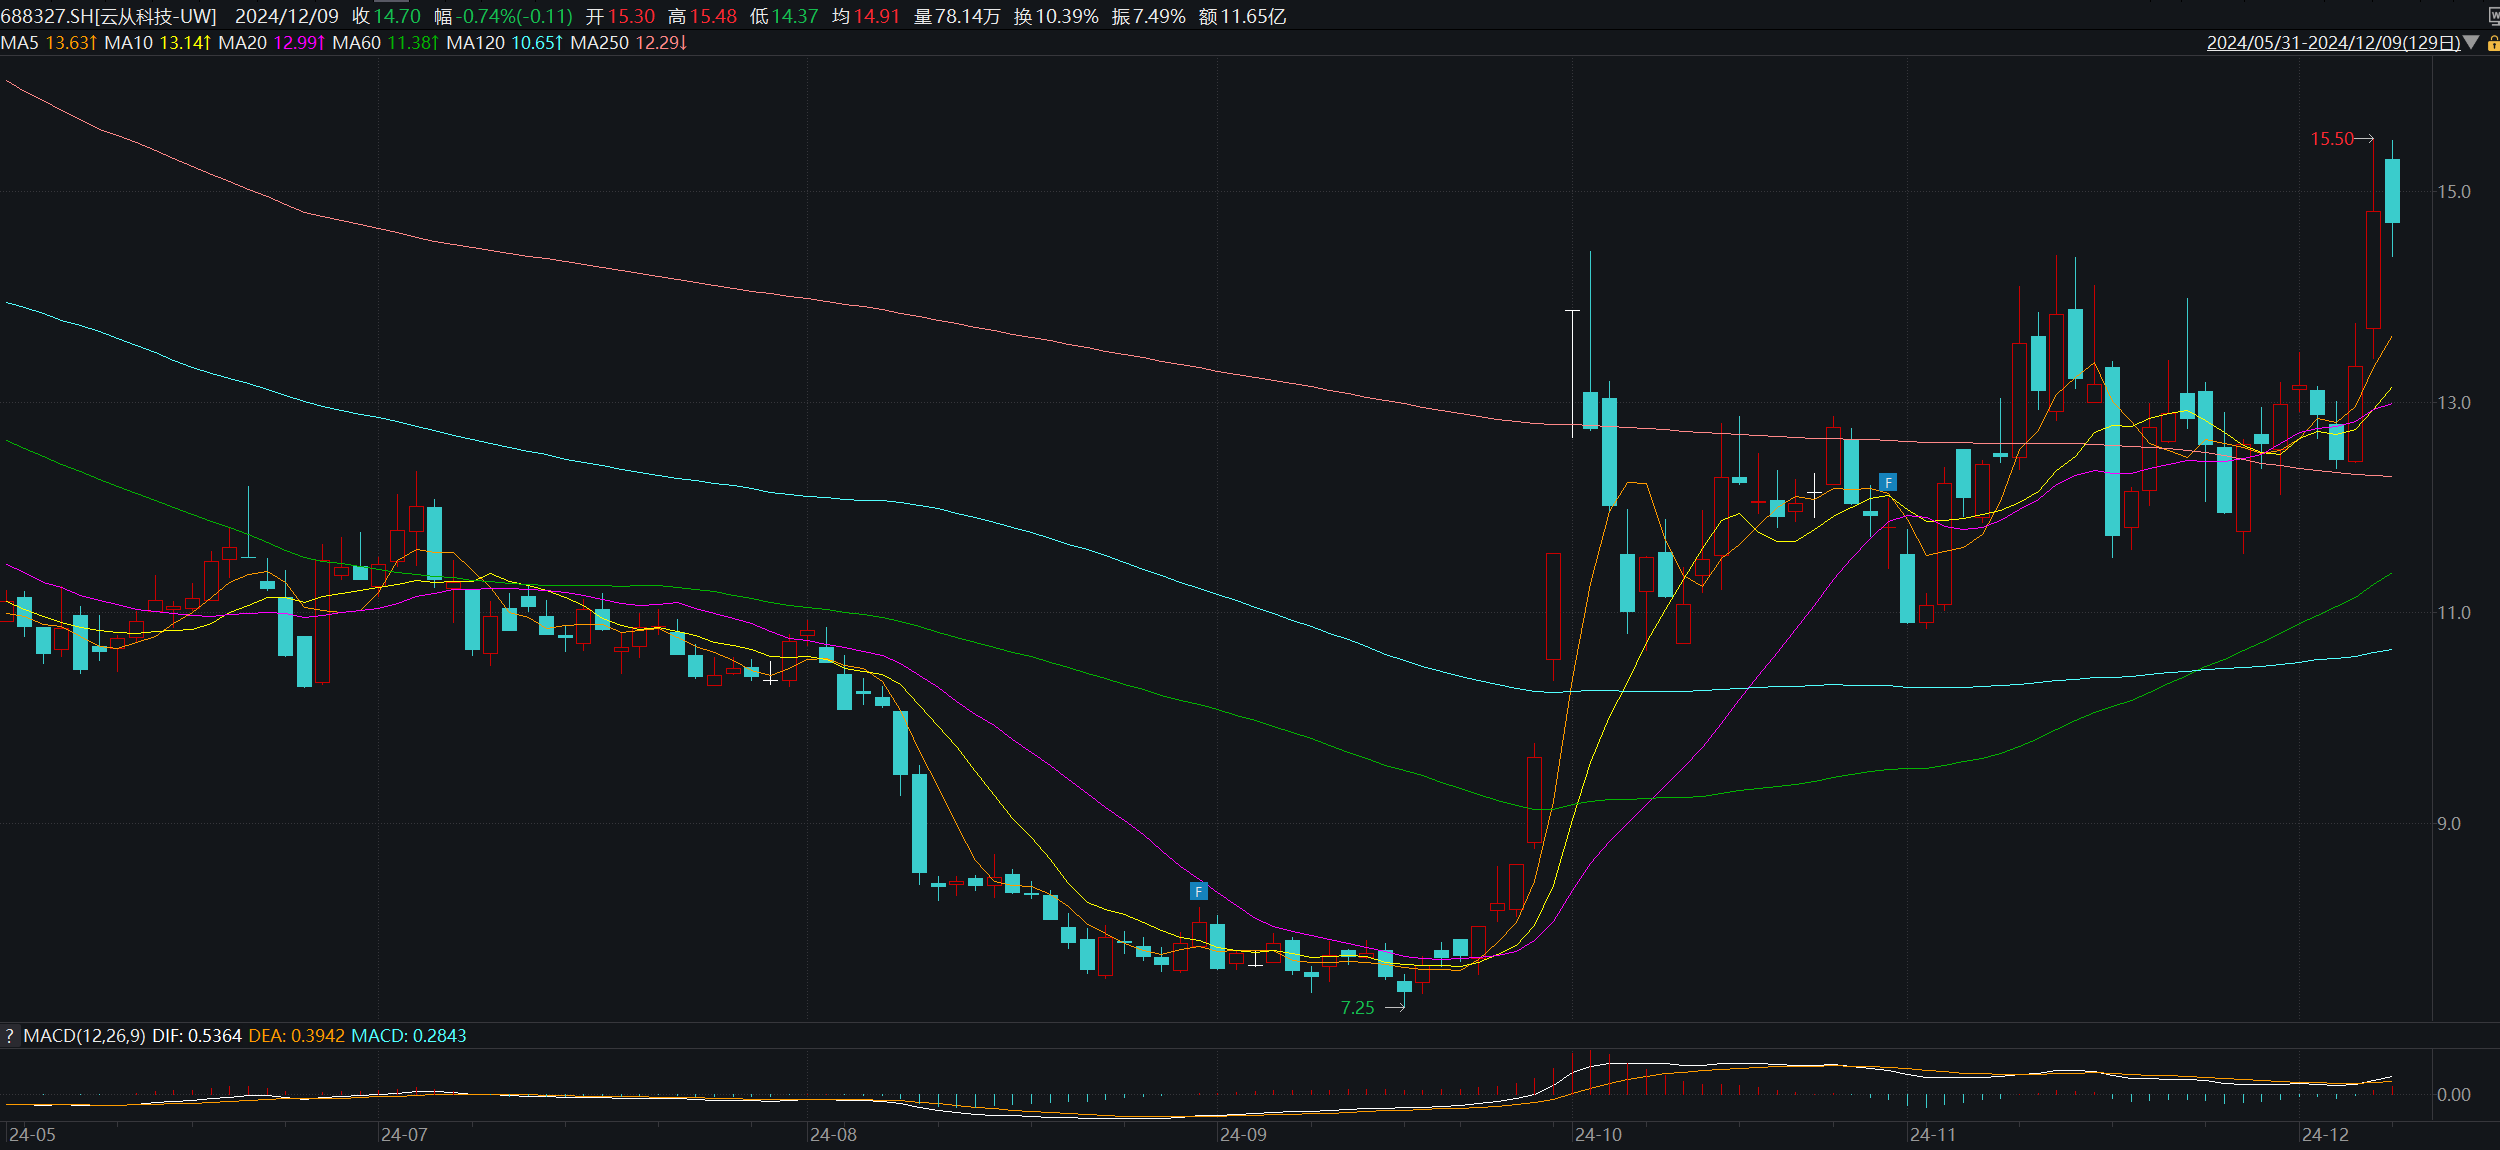 688327.SH[云从科技-UW] 2024/12/09 收14.70 幅-0.74%(-0.11) 开15.30 高15.48 低14.37 均14.91 量78.14万 换10.39% 振7.49% 额11.65亿
MA5 13.63↑ MA10 13.14↑ MA20 12.99↑ MA60 11.38↑ MA120 10.65↑ MA250 12.29↓ 2024/05/31-2024/12/09(129日)
15.50
15.0
13.0
F
11.0
9.0
F
7.25
? MACD(12,26,9) DIF: 0.5364 DEA: 0.3942 MACD: 0.2843
0.00
24-05 24-07 24-08 24-09 24-10 24-11 24-12